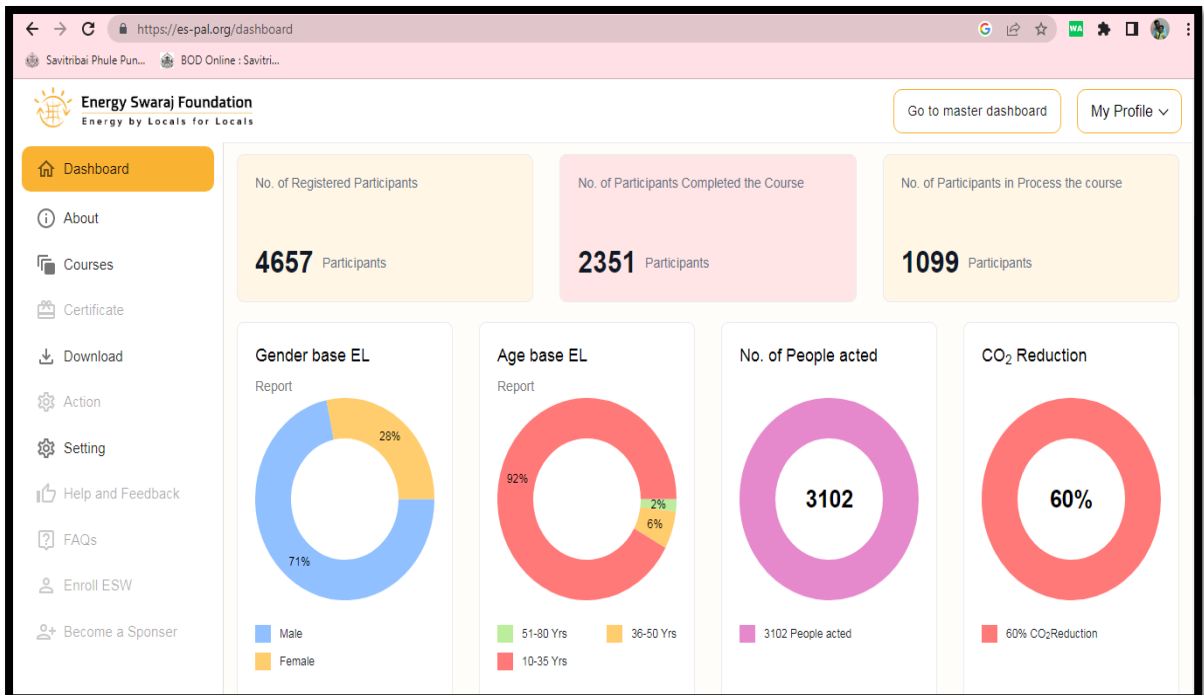 https://es-pal.org/dashboard
G
WA
Savitribai Phule Pun... BOD Online : Savitri...
Energy Swaraj Foundation
Energy by Locals for Locals
Go to master dashboard
My Profile
Dashboard
About
Courses
Certificate
Download
Action
Setting
Help and Feedback
FAQs
Enroll ESW
Become a Sponser
No. of Registered Participants
4657 Participants
No. of Participants Completed the Course
2351 Participants
No. of Participants in Process the course
1099 Participants
Gender base EL
Report
28%
71%
Male
Female
Age base EL
Report
92%
2%
6%
51-80 Yrs 36-50 Yrs
10-35 Yrs
No. of People acted
3102
3102 People acted
CO₂ Reduction
60%
60% CO₂Reduction